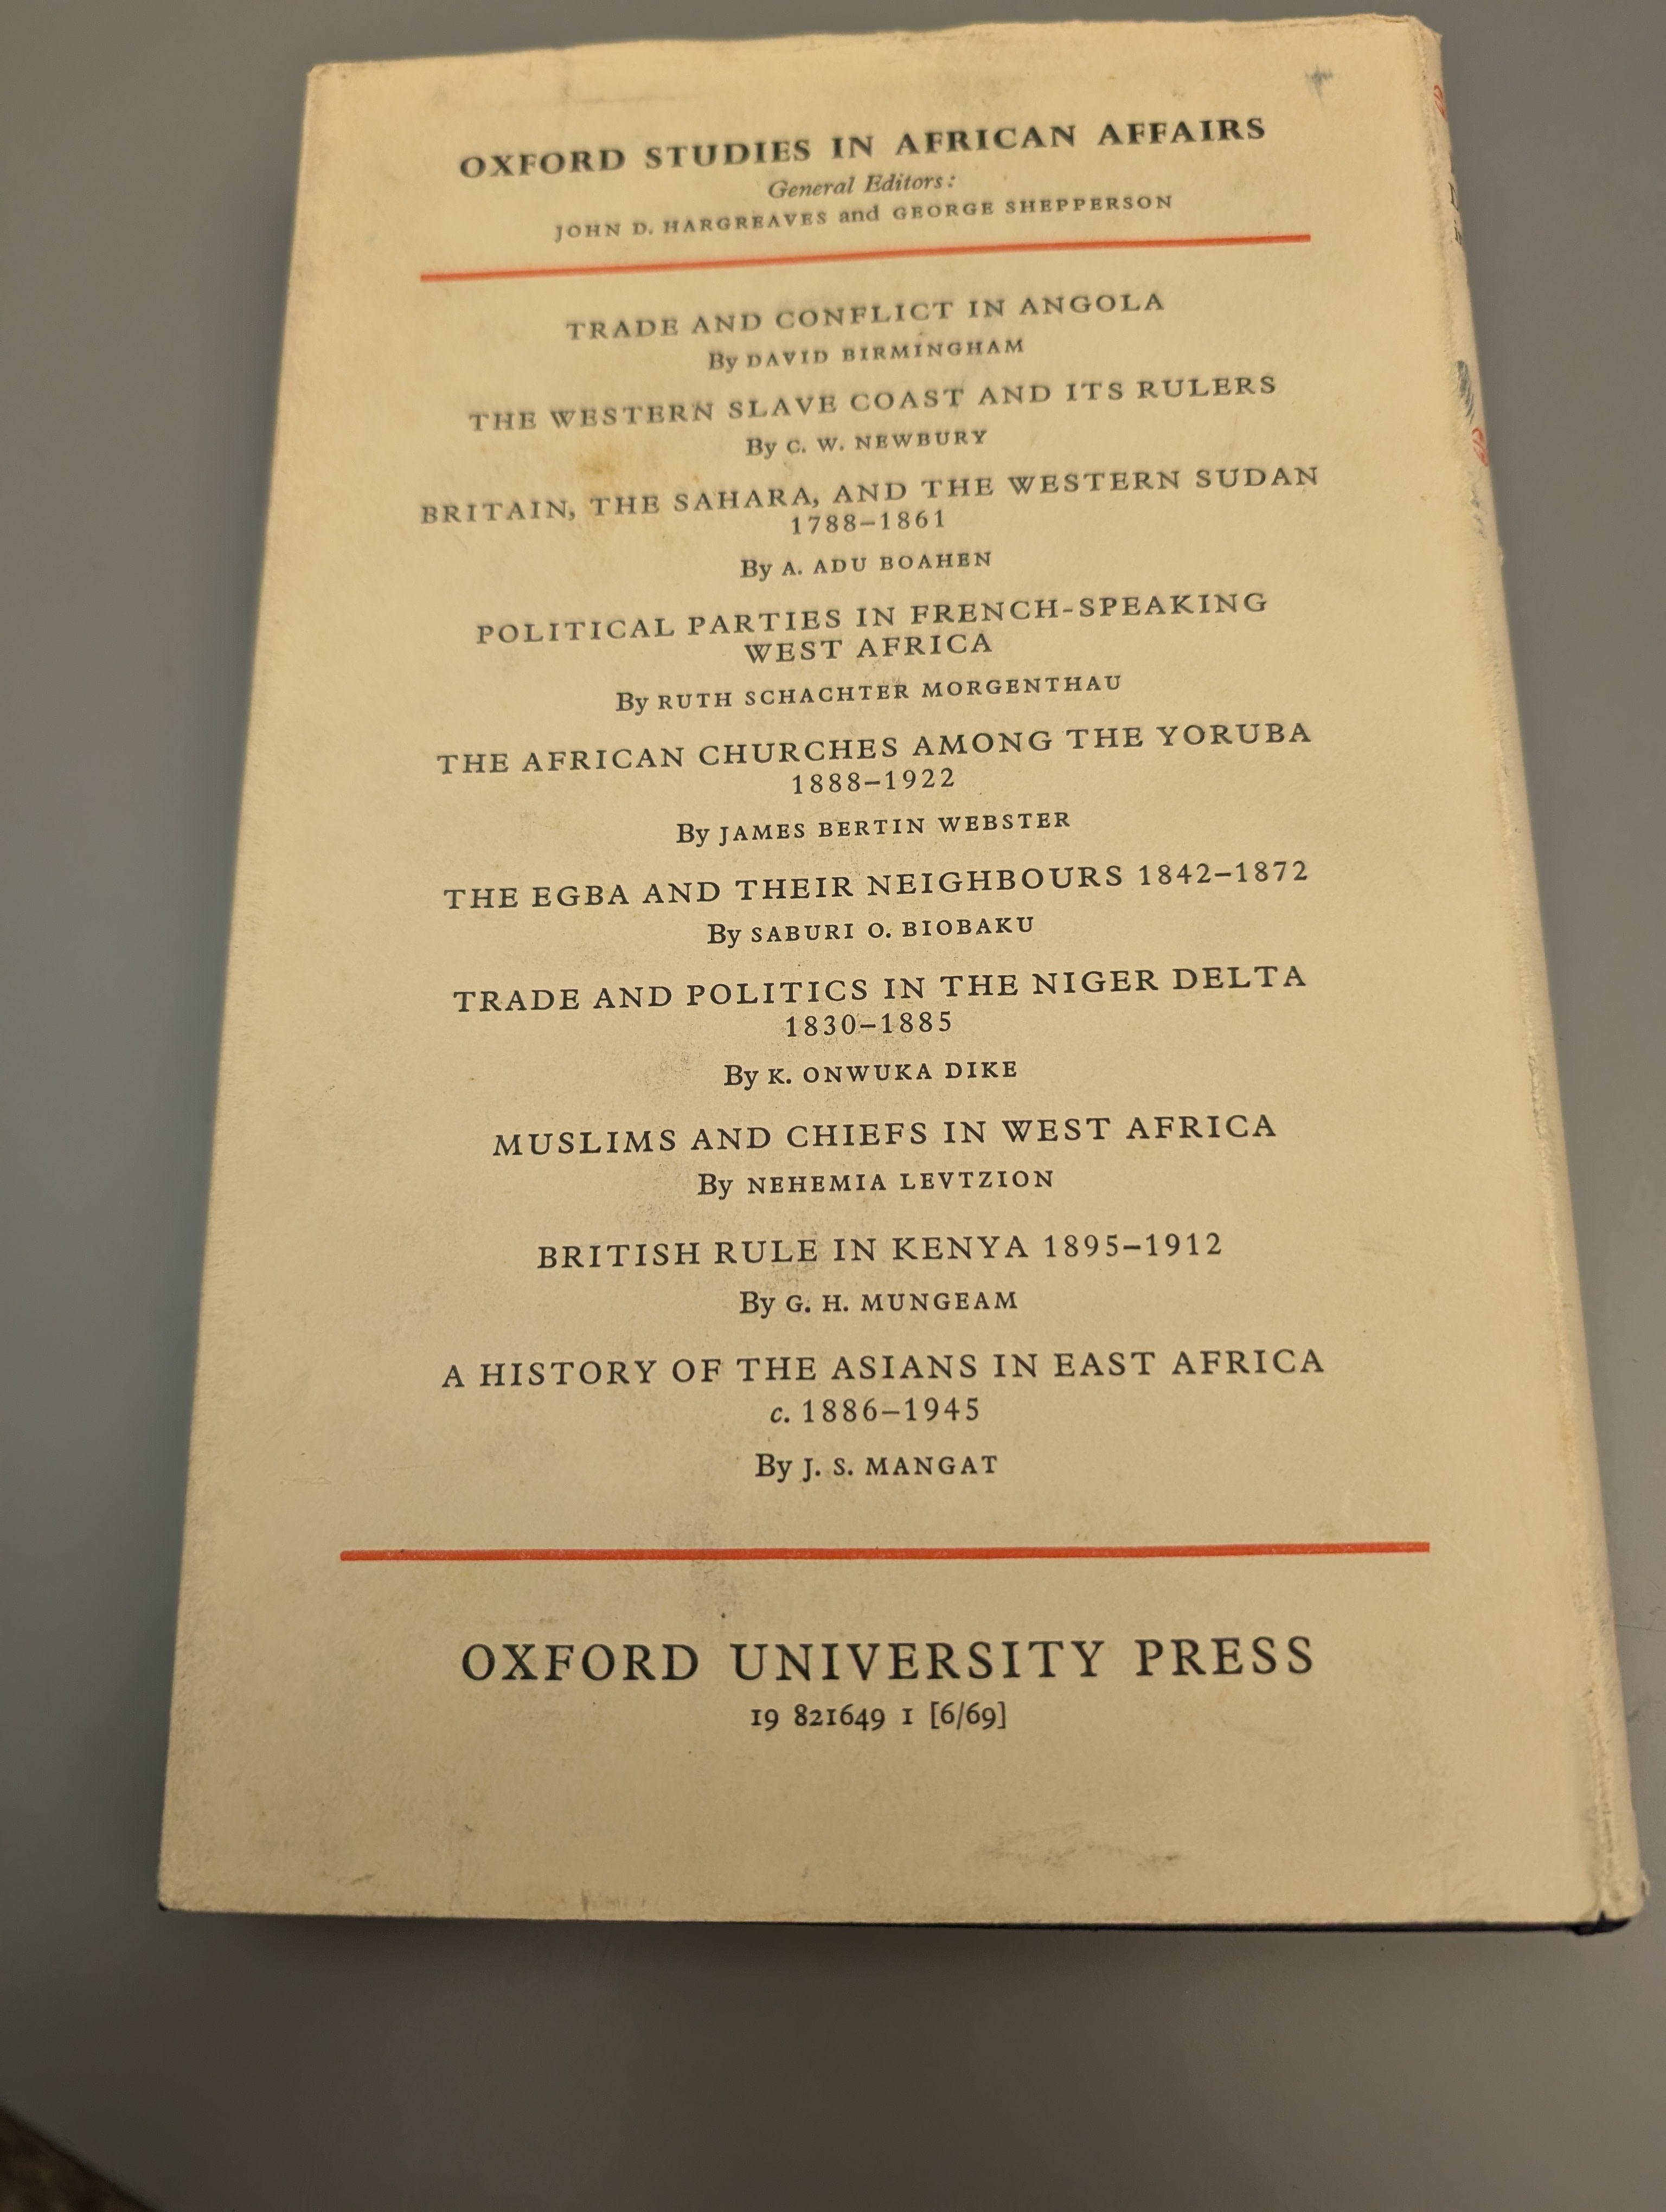 OXFORD STUDIES IN AFRICAN AFFAIRS
General Editors:
JOHN D. HARGREAVES and GEORGE SHEPPERSON
TRADE AND CONFLICT IN ANGOLA
By DAVID BIRMINGHAM
THE WESTERN SLAVE COAST AND ITS RULERS
By C. W. NEWBURY
BRITAIN, THE SAHARA, AND THE WESTERN SUDAN
1788–1861
By A. ADU BOAHEN
POLITICAL PARTIES IN FRENCH-SPEAKING
WEST AFRICA
By RUTH SCHACHTER MORGENTHAU
THE AFRICAN CHURCHES AMONG THE YORUBA
1888–1922
By JAMES BERTIN WEBSTER
THE EGBA AND THEIR NEIGHBOURS 1842–1872
By SABURI O. BIOBAKU
TRADE AND POLITICS IN THE NIGER DELTA
1830–1885
By K. ONWUKA DIKE
MUSLIMS AND CHIEFS IN WEST AFRICA
By NEHEMIA LEVTZION
BRITISH RULE IN KENYA 1895–1912
By G. H. MUNGEAM
A HISTORY OF THE ASIANS IN EAST AFRICA
c. 1886–1945
By J. S. MANGAT
OXFORD UNIVERSITY PRESS
19 821649 1 [6/69]